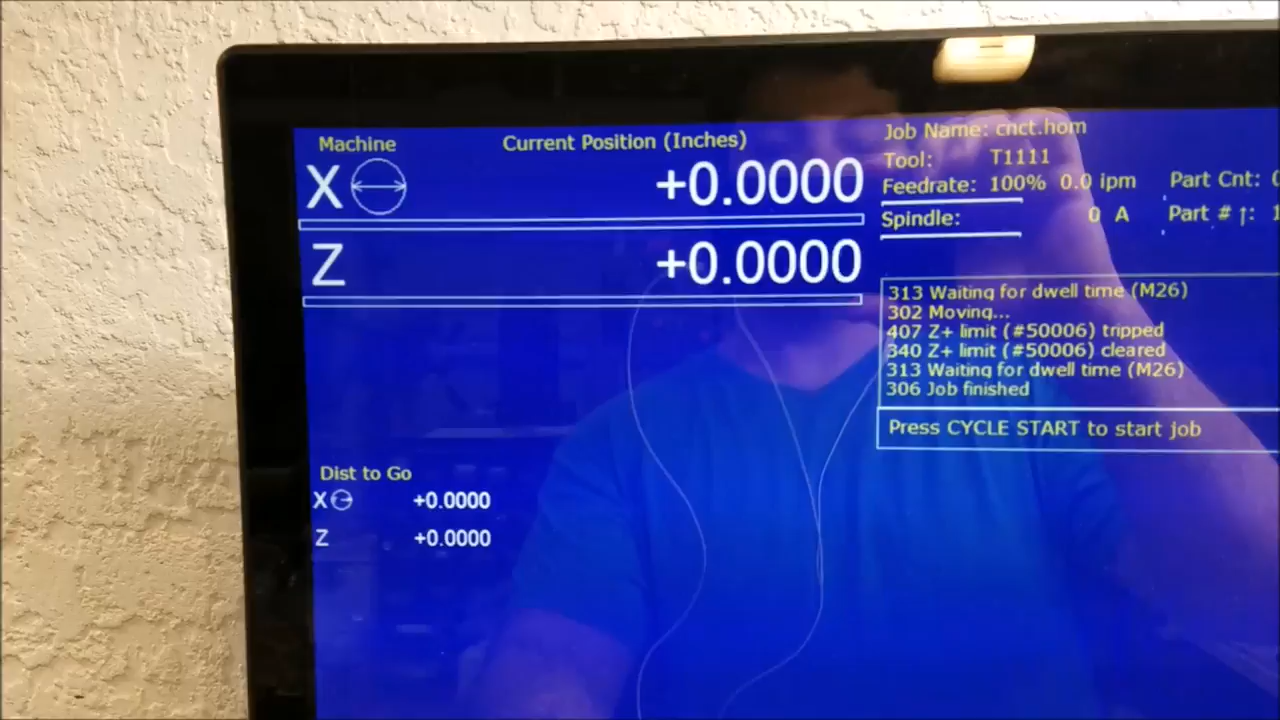 Machine
Current Position (Inches)
X +0.0000
Z +0.0000
Dist to Go
X +0.0000
Z +0.0000
Job Name: cnct.hom
Tool: T1111
Feedrate: 100% 0.0 ipm Part Cnt:
Spindle: 0 A Part #
313 Waiting for dwell time (M26)
302 Moving...
407 Z+ limit (#50006) tripped
340 Z+ limit (#50006) cleared
313 Waiting for dwell time (M26)
306 Job finished
Press CYCLE START to start job